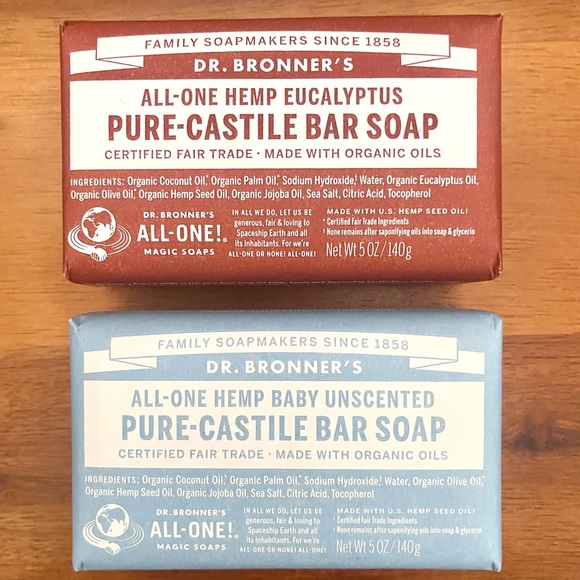 FAMILY SOAPMAKERS SINCE 1858
DR. BRONNER'S
ALL-ONE HEMP EUCALYPTUS
PURE-CASTILE BAR SOAP
CERTIFIED FAIR TRADE · MADE WITH ORGANIC OILS
INGREDIENTS: Organic Coconut Oil,* Organic Palm Oil,* Sodium Hydroxide,† Water, Organic Eucalyptus Oil,
Organic Olive Oil,* Organic Hemp Seed Oil, Organic Jojoba Oil, Sea Salt, Citric Acid, Tocopherol
DR. BRONNER'S
ALL-ONE!®
MAGIC SOAPS
IN ALL WE DO, LET US BE
generous, fair & loving to
Spaceship Earth and all
its inhabitants. For we're
ALL-ONE OR NONE! ALL-ONE!
MADE WITH U.S. HEMP SEED OIL!
* Certified Fair Trade Ingredients
† None remains after saponifying oils into soap & glycerin
Net Wt 5 OZ / 140g
FAMILY SOAPMAKERS SINCE 1858
DR. BRONNER'S
ALL-ONE HEMP BABY UNSCENTED
PURE-CASTILE BAR SOAP
CERTIFIED FAIR TRADE · MADE WITH ORGANIC OILS
INGREDIENTS: Organic Coconut Oil,* Organic Palm Oil,* Sodium Hydroxide,† Water, Organic Olive Oil,*
Organic Hemp Seed Oil, Organic Jojoba Oil, Sea Salt, Citric Acid, Tocopherol
DR. BRONNER'S
ALL-ONE!®
MAGIC SOAPS
IN ALL WE DO, LET US BE
generous, fair & loving to
Spaceship Earth and all
its inhabitants. For we're
ALL-ONE OR NONE! ALL-ONE!
MADE WITH U.S. HEMP SEED OIL!
* Certified Fair Trade Ingredients
† None remains after saponifying oils into soap & glycerin
Net Wt 5 OZ / 140g